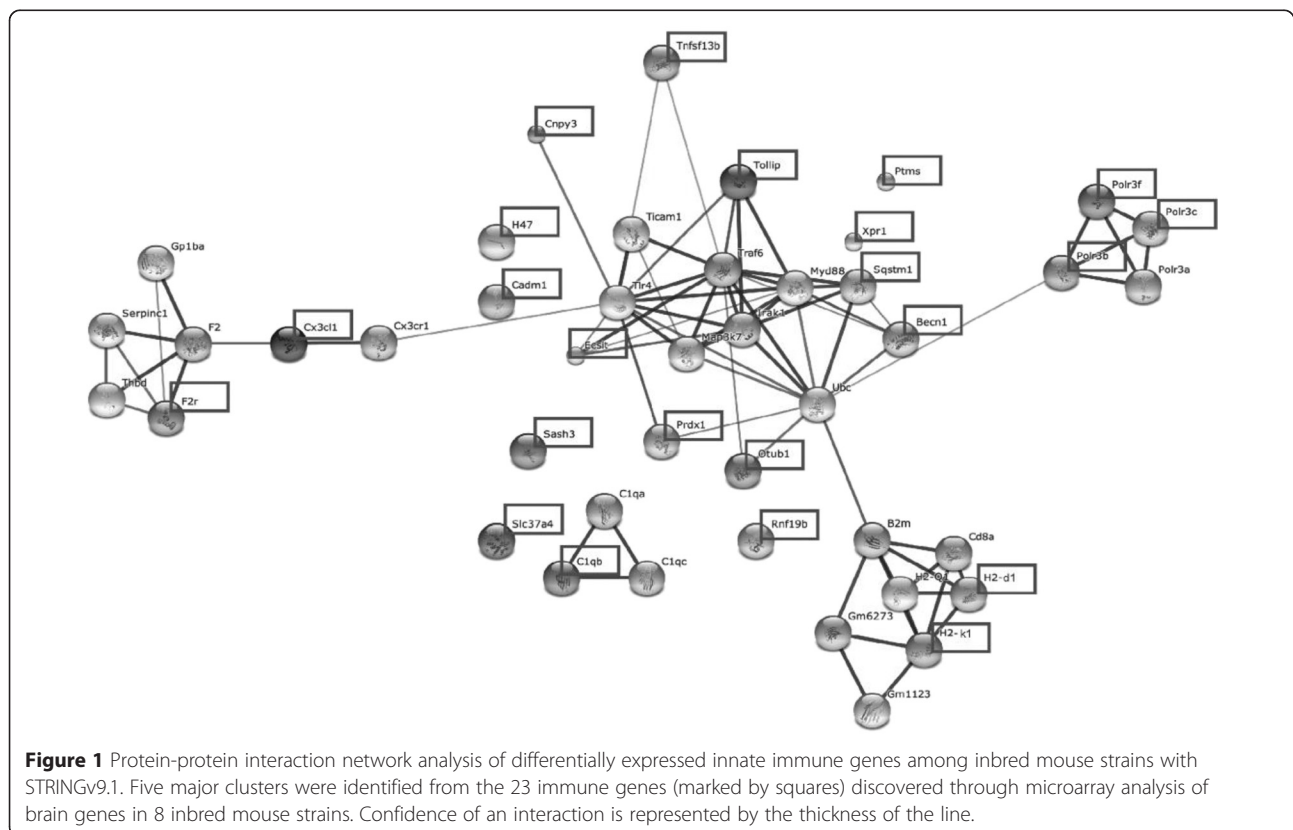 Tnfsf13b
Cnpy3
Tollip
Ptms
Polr3f
Polr3c
H47
Ticam1
Xpr1
Gp1ba
Traf6
Myd88
Sqstm1
Polr3b
Polr3a
Cadm1
Tlr4
Serpinc1
F2
Cx3cl1
Cx3cr1
Irak1
Becn1
Ecsit
Map3k7
Thbd
F2r
Ubc
Sash3
Prdx1
Otub1
C1qa
Slc37a4
Rnf19b
B2m
Cd8a
C1qb
C1qc
H2-Q1
H2-d1
Gm6273
H2-k1
Gm1123
Figure 1 Protein-protein interaction network analysis of differentially expressed innate immune genes among inbred mouse strains with
STRINGv9.1. Five major clusters were identified from the 23 immune genes (marked by squares) discovered through microarray analysis of
brain genes in 8 inbred mouse strains. Confidence of an interaction is represented by the thickness of the line.